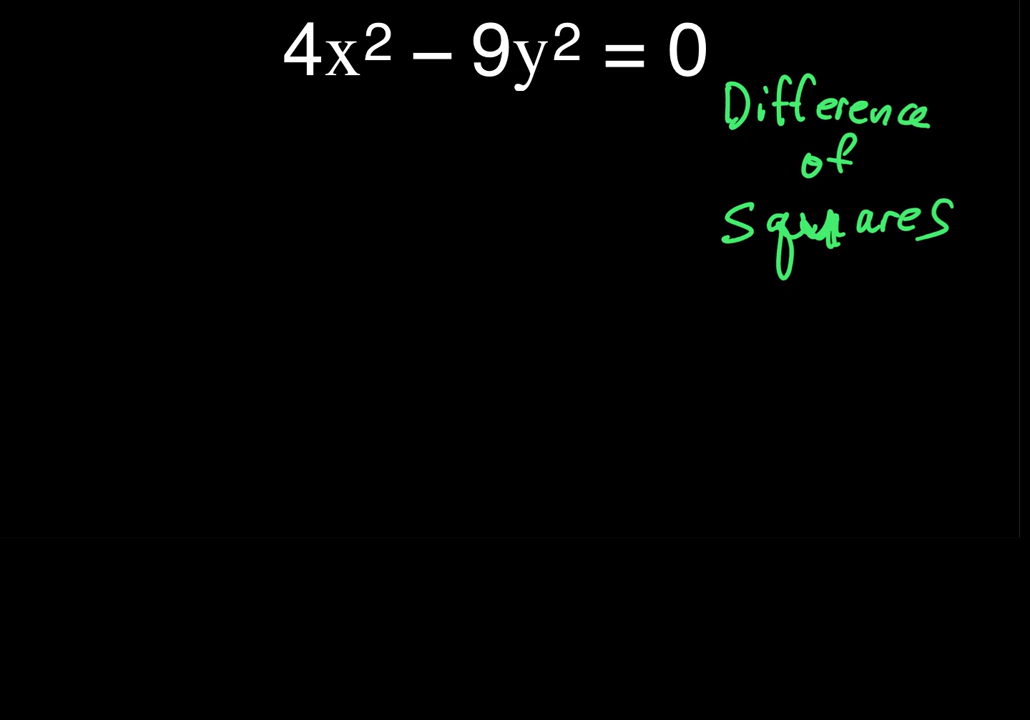 4x² – 9y² = 0
Difference
of
Squares